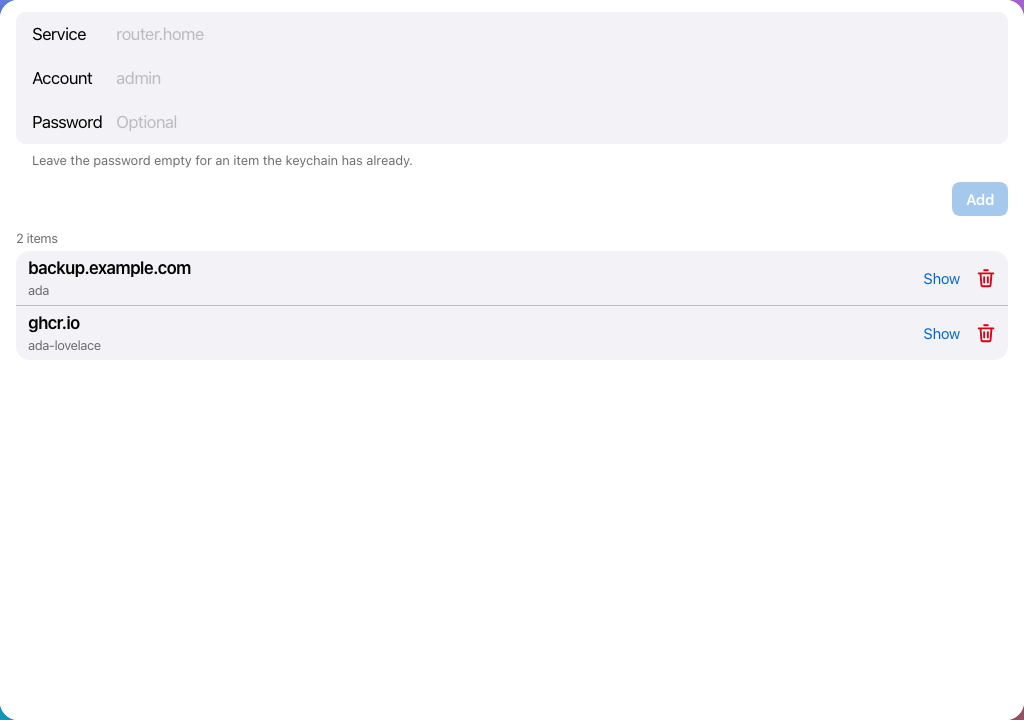 Service router.home
Account admin
Password Optional
Leave the password empty for an item the keychain has already.
Add
2 items
backup.example.com
ada
Show
ghcr.io
ada-lovelace
Show